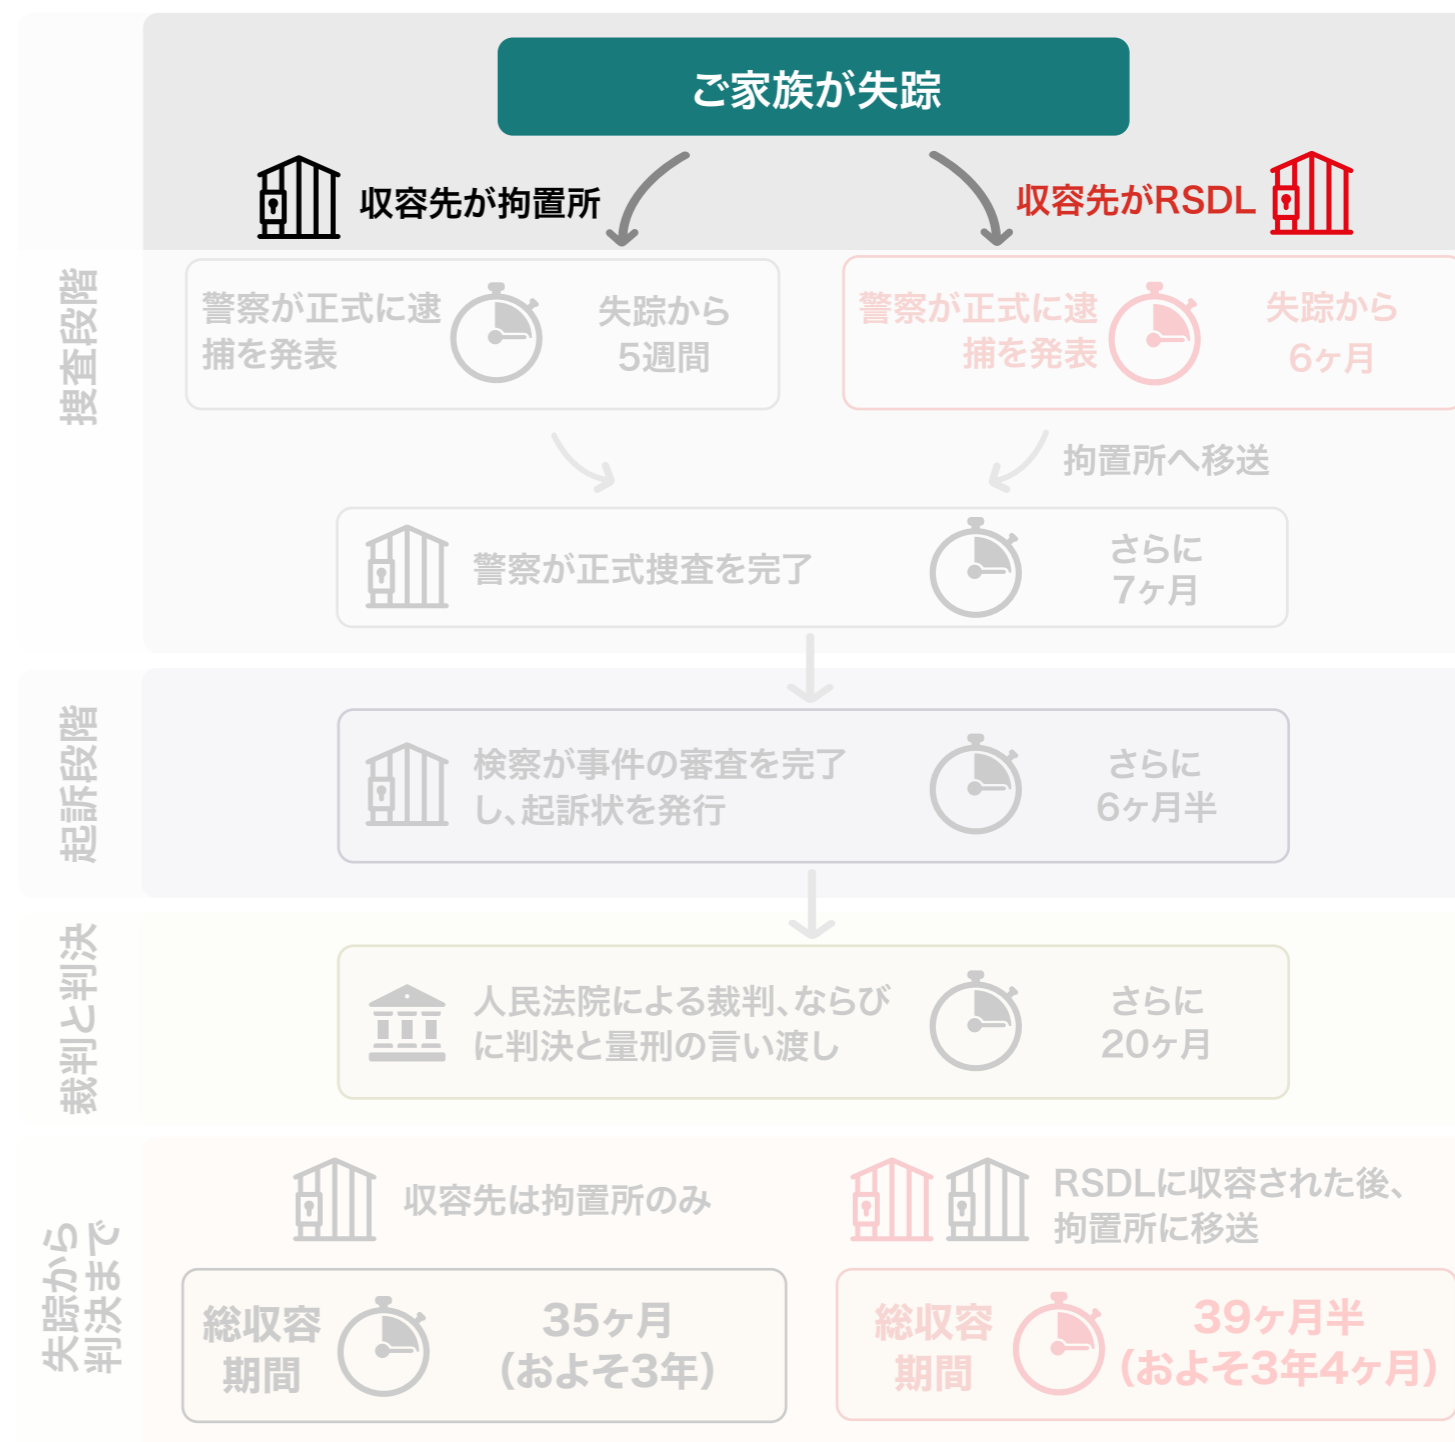 ご家族が失踪
収容先が拘置所
収容先がRSDL
捜査段階
警察が正式に逮
捕を発表
失踪から
5週間
警察が正式に逮
捕を発表
失踪から
6ヶ月
拘置所へ移送
警察が正式捜査を完了
さらに
7ヶ月
起訴段階
検察が事件の審査を完了
し、起訴状を発行
さらに
6ヶ月半
裁判と判決
人民法院による裁判、ならび
に判決と量刑の言い渡し
さらに
20ヶ月
失踪から
判決まで
収容先は拘置所のみ
RSDLに収容された後、
拘置所に移送
総収容
期間
35ヶ月
(およそ3年)
総収容
期間
39ヶ月半
(およそ3年4ヶ月)